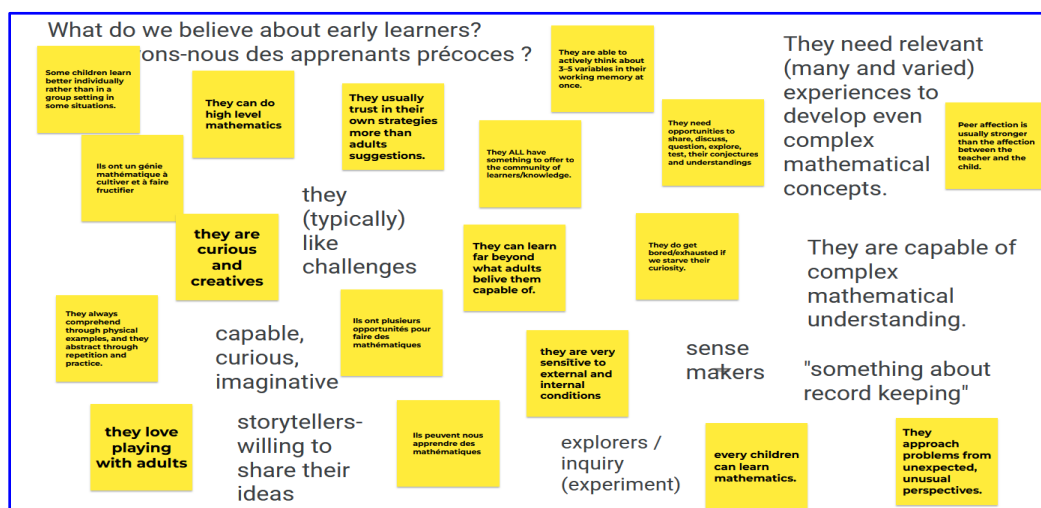 What do we believe about early learners?
rons-nous des apprenants précoces ?
Some children learn
better individually
rather than in a
group setting in
some situations.
They can do
high level
mathematics
They usually
trust in their
own strategies
more than
adults
suggestions.
They are able to
actively think about
3–5 variables in their
working memory at
once.
They need relevant
(many and varied)
experiences to
develop even
complex
mathematical
concepts.
Ils ont un génie
mathématique à
cultiver et à faire
fructifier
they
(typically)
like
challenges
They ALL have
something to offer to
the community of
learners/knowledge.
They need
opportunities to
share, discuss,
question, explore,
test, their conjectures
and understandings
Peer affection is
usually stronger
than the affection
between the
teacher and the
child.
they are
curious
and
creatives
They can learn
far beyond
what adults
belive them
capable of.
They do get
bored/exhausted if
we starve their
curiosity.
They are capable of
complex
mathematical
understanding.
They always
comprehend
through physical
examples, and they
abstract through
repetition and
practice.
capable,
curious,
imaginative
Ils ont plusieurs
opportunités pour
faire des
mathématiques
they are very
sensitive to
external and
internal
conditions
sense
makers
"something about
record keeping"
they love
playing
with adults
storytellers-
willing to
share their
ideas
Ils peuvent nous
apprendre des
mathématiques
explorers /
inquiry
(experiment)
every children
can learn
mathematics.
They
approach
problems from
unexpected,
unusual
perspectives.